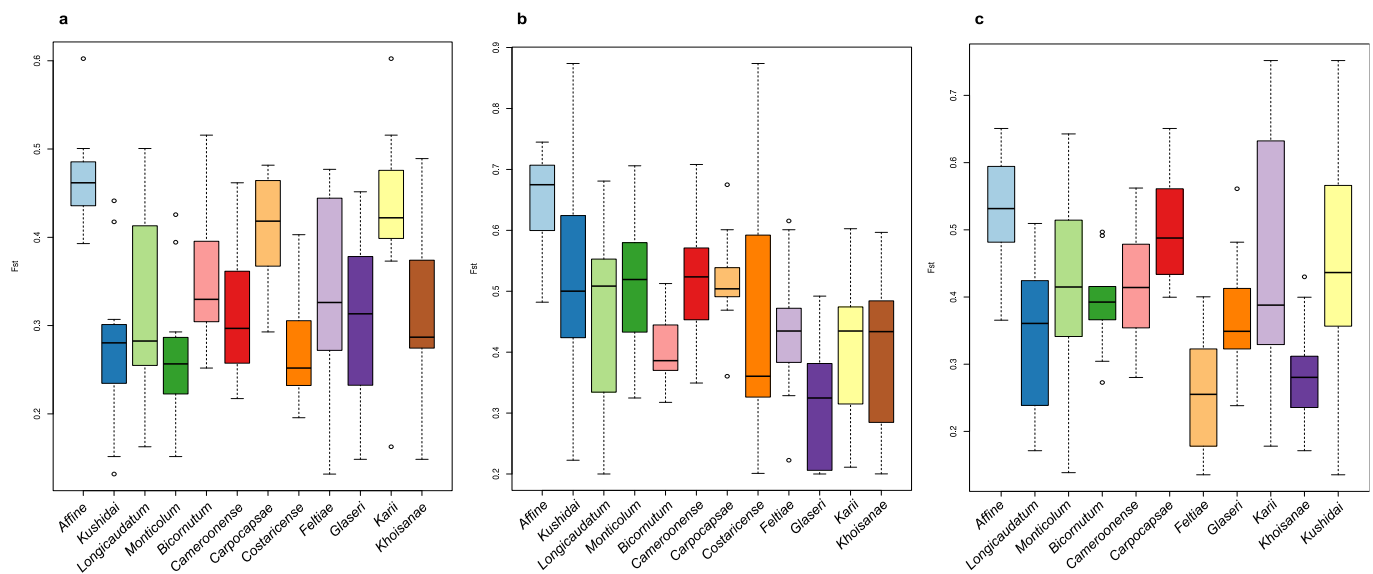 a
b
c
Fst
0.6
0.5
0.4
0.3
0.2
Affine
Kushidai
Longicaudatum
Monticolum
Bicornutum
Cameroonense
Carpocapsae
Costaricense
Feltiae
Glaseri
Karii
Khoisanae
Fst
0.9
0.8
0.7
0.6
0.5
0.4
0.3
0.2
Affine
Kushidai
Longicaudatum
Monticolum
Bicornutum
Cameroonense
Carpocapsae
Costaricense
Feltiae
Glaseri
Karii
Khoisanae
Fst
0.7
0.6
0.5
0.4
0.3
0.2
Affine
Longicaudatum
Monticolum
Bicornutum
Cameroonense
Carpocapsae
Feltiae
Glaseri
Karii
Khoisanae
Kushidai